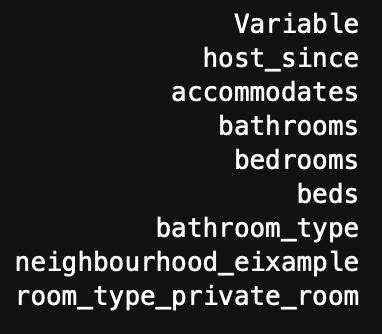 Variable
host_since
accommodates
bathrooms
bedrooms
beds
bathroom_type
neighbourhood_eixample
room_type_private_room